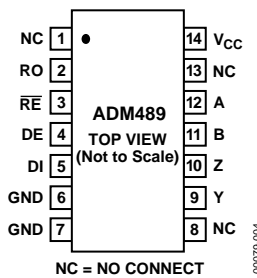 NC 1 14 VCC
RO 2 13 NC
RE 3 12 A
ADM489
DE 4 11 B
TOP VIEW
(Not to Scale)
DI 5 10 Z
GND 6 9 Y
GND 7 8 NC
NC = NO CONNECT